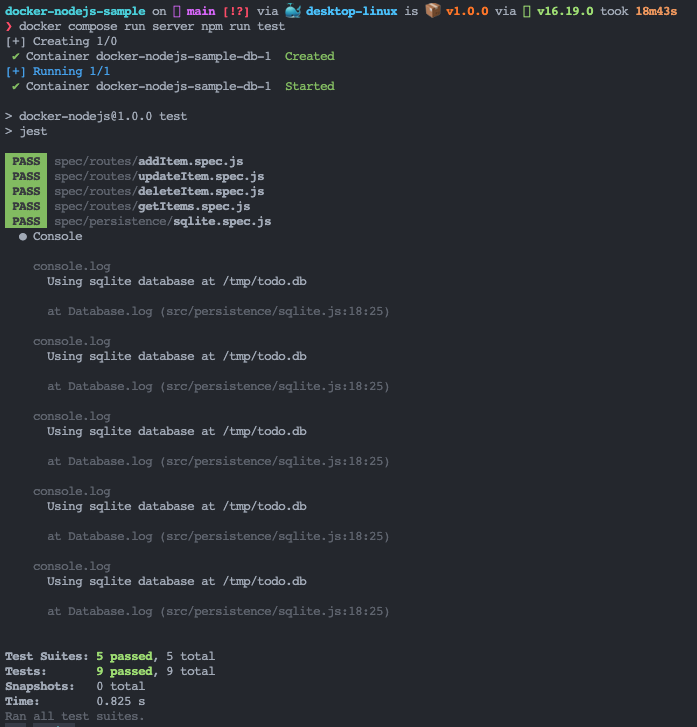 docker-nodejs-sample on main [!?] via desktop-linux is v1.0.0 via v16.19.0 took 18m43s
❯ docker compose run server npm run test
[+] Creating 1/0
✔ Container docker-nodejs-sample-db-1 Created
[+] Running 1/1
✔ Container docker-nodejs-sample-db-1 Started
> docker-nodejs@1.0.0 test
> jest
PASS spec/routes/addItem.spec.js
PASS spec/routes/updateItem.spec.js
PASS spec/routes/deleteItem.spec.js
PASS spec/routes/getItems.spec.js
PASS spec/persistence/sqlite.spec.js
● Console
console.log
Using sqlite database at /tmp/todo.db
at Database.log (src/persistence/sqlite.js:18:25)
console.log
Using sqlite database at /tmp/todo.db
at Database.log (src/persistence/sqlite.js:18:25)
console.log
Using sqlite database at /tmp/todo.db
at Database.log (src/persistence/sqlite.js:18:25)
console.log
Using sqlite database at /tmp/todo.db
at Database.log (src/persistence/sqlite.js:18:25)
console.log
Using sqlite database at /tmp/todo.db
at Database.log (src/persistence/sqlite.js:18:25)
Test Suites: 5 passed, 5 total
Tests: 9 passed, 9 total
Snapshots: 0 total
Time: 0.825 s
Ran all test suites.